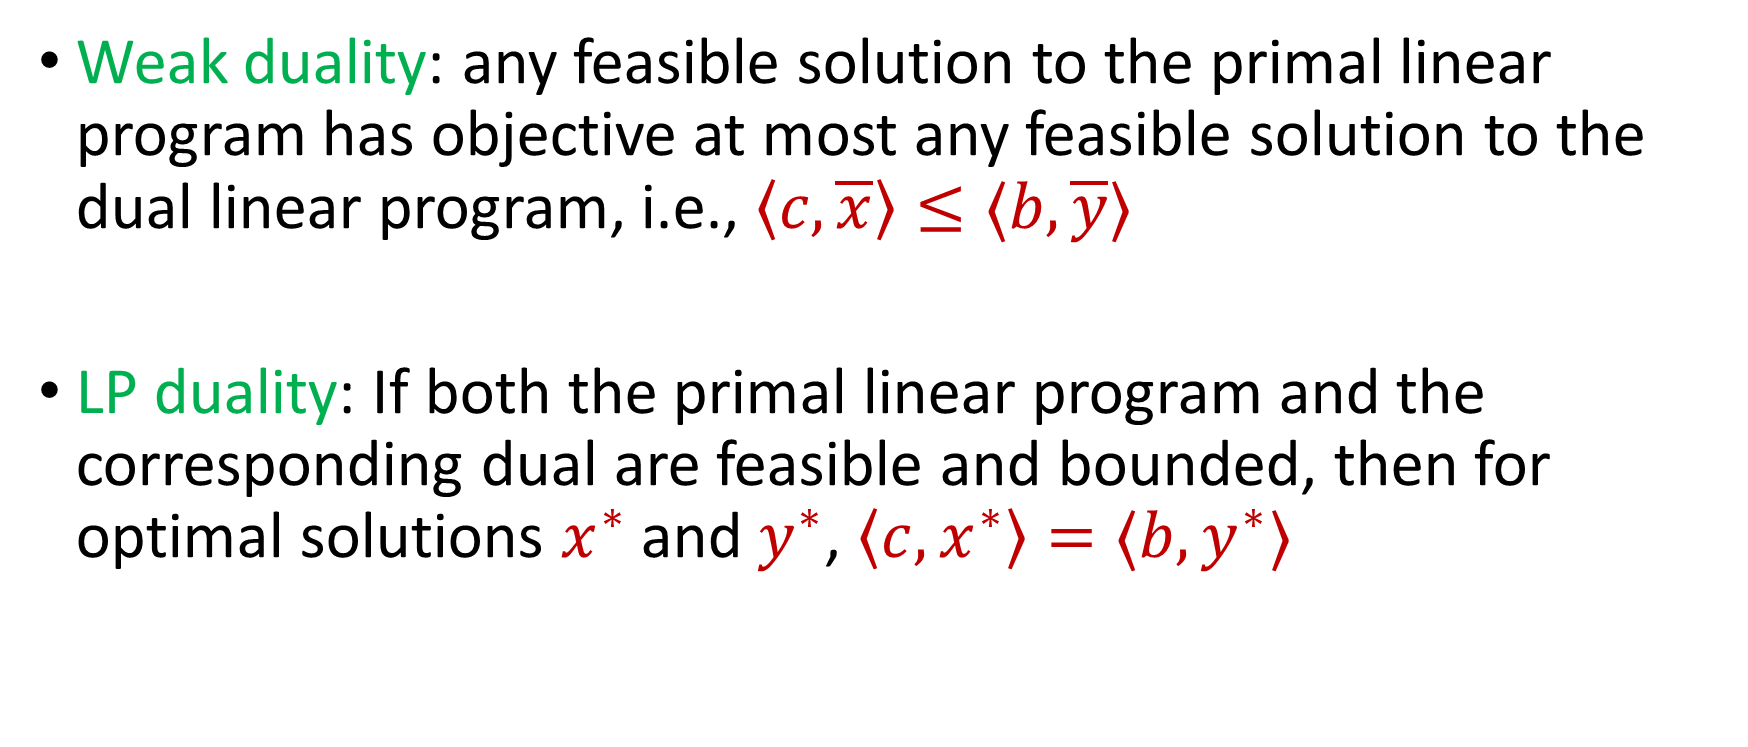 • Weak duality: any feasible solution to the primal linear
program has objective at most any feasible solution to the
dual linear program, i.e., ⟨c, x̅⟩ ≤ ⟨b, y̅⟩
• LP duality: If both the primal linear program and the
corresponding dual are feasible and bounded, then for
optimal solutions x* and y*, ⟨c, x*⟩ = ⟨b, y*⟩